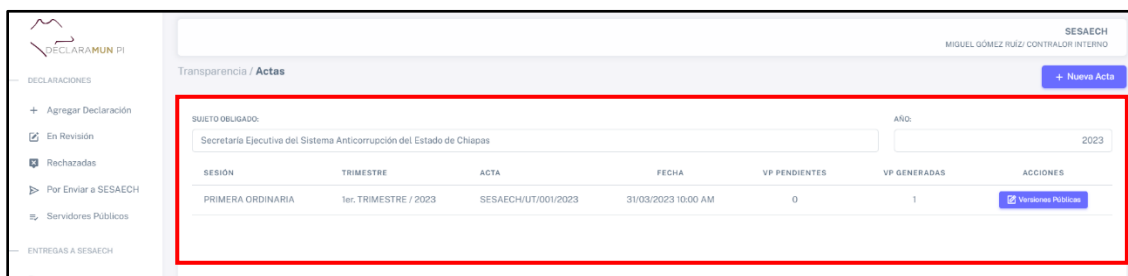 DECLARAMUN PI
DECLARACIONES
+ Agregar Declaración
En Revisión
Rechazadas
Por Enviar a SESAECH
Servidores Públicos
ENTREGAS A SESAECH
SESAECH
MIGUEL GÓMEZ RUÍZ/ CONTRALOR INTERNO
Transparencia / Actas
+ Nueva Acta
SUJETO OBLIGADO: AÑO:
Secretaría Ejecutiva del Sistema Anticorrupción del Estado de Chiapas 2023
SESIÓN TRIMESTRE ACTA FECHA VP PENDIENTES VP GENERADAS ACCIONES
PRIMERA ORDINARIA 1er. TRIMESTRE / 2023 SESAECH/UT/001/2023 31/03/2023 10:00 AM 0 1 Versiones Públicas